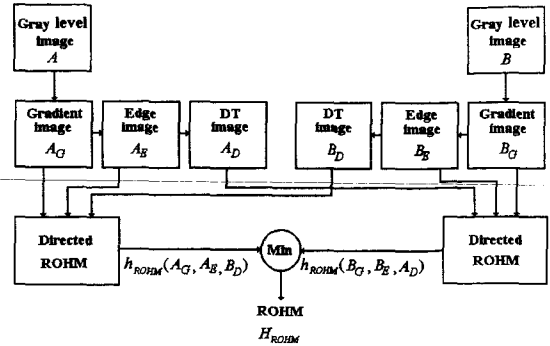 Gray level
image
A
Gray level
image
B
Gradient
image
A_G
Edge
image
A_E
DT
image
A_D
DT
image
B_D
Edge
image
B_E
Gradient
image
B_G
Directed
ROHM
Min
Directed
ROHM
h_ROHM(A_G, A_E, B_D)
h_ROHM(B_G, B_E, A_D)
ROHM
H_ROHM